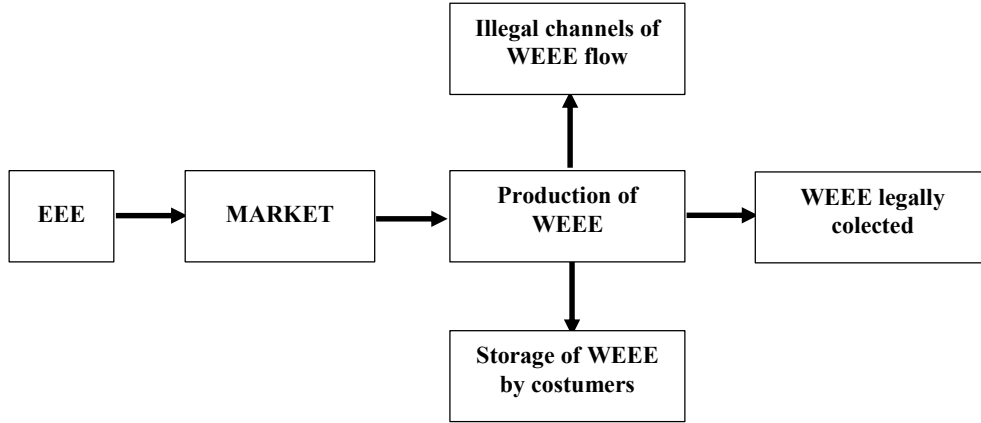 Illegal channels of
WEEE flow
EEE
MARKET
Production of
WEEE
WEEE legally
colected
Storage of WEEE
by costumers